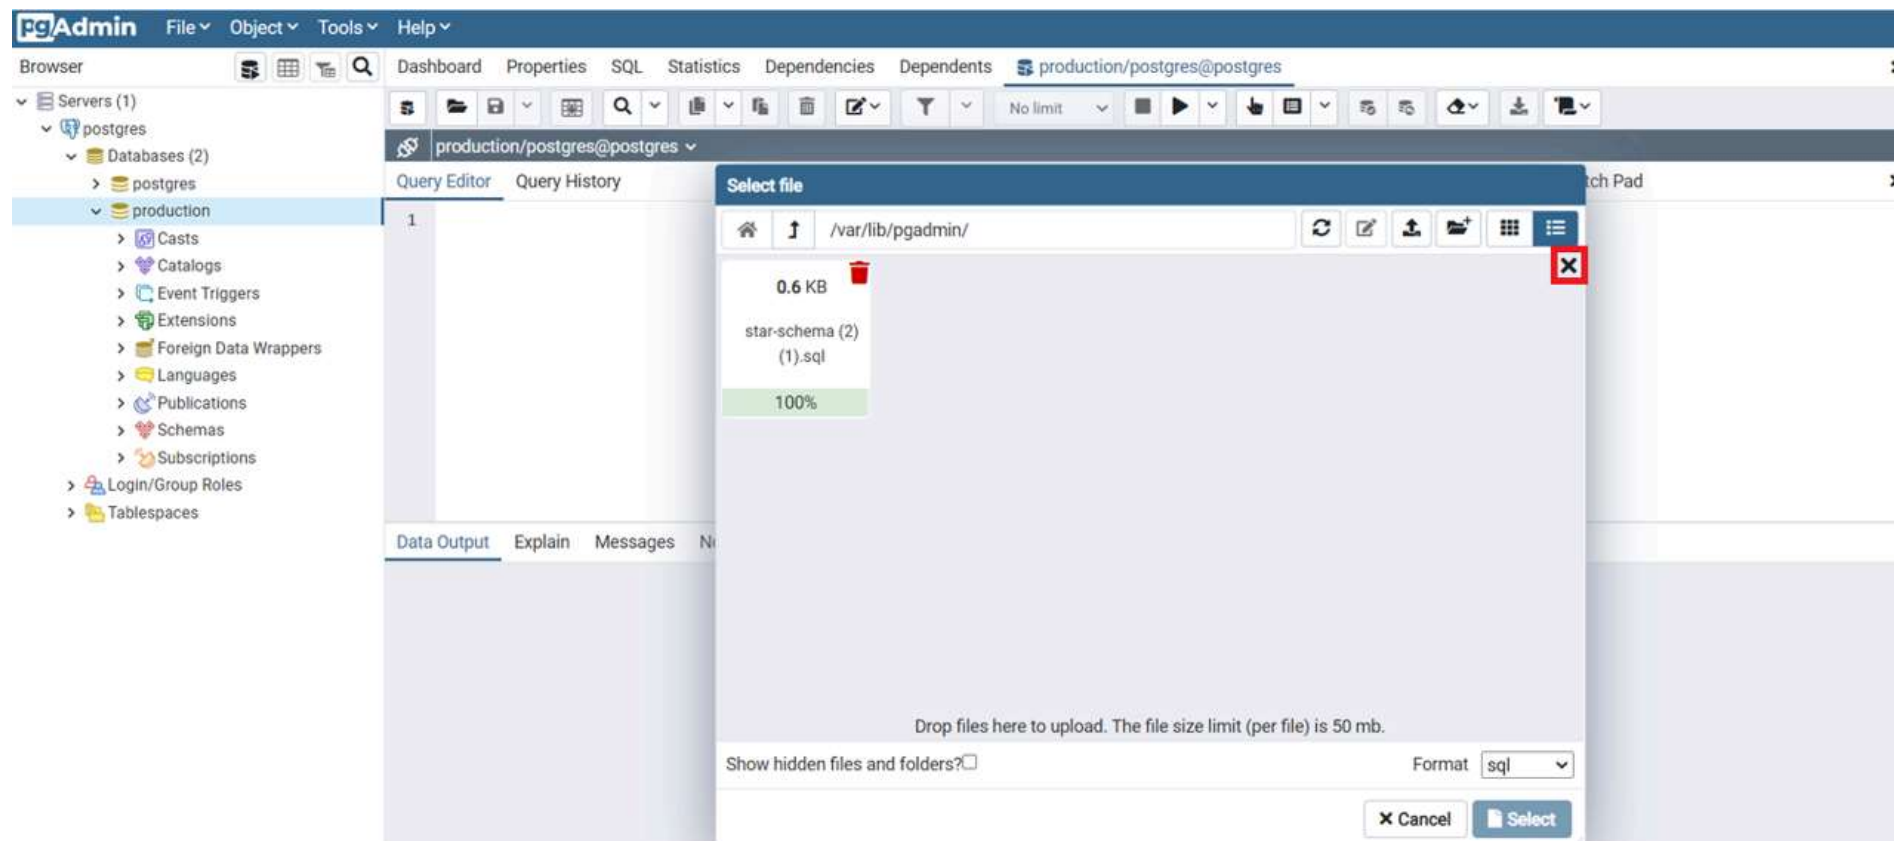 pgAdmin File Object Tools Help
Browser
Dashboard Properties SQL Statistics Dependencies Dependents production/postgres@postgres
Servers (1)
postgres
Databases (2)
postgres
production
Casts
Catalogs
Event Triggers
Extensions
Foreign Data Wrappers
Languages
Publications
Schemas
Subscriptions
Login/Group Roles
Tablespaces
No limit
production/postgres@postgres
Query Editor Query History
tch Pad
1
Select file
/var/lib/pgadmin/
0.6 KB
star-schema (2)
(1).sql
100%
Drop files here to upload. The file size limit (per file) is 50 mb.
Show hidden files and folders?
Format sql
Cancel Select
Data Output Explain Messages